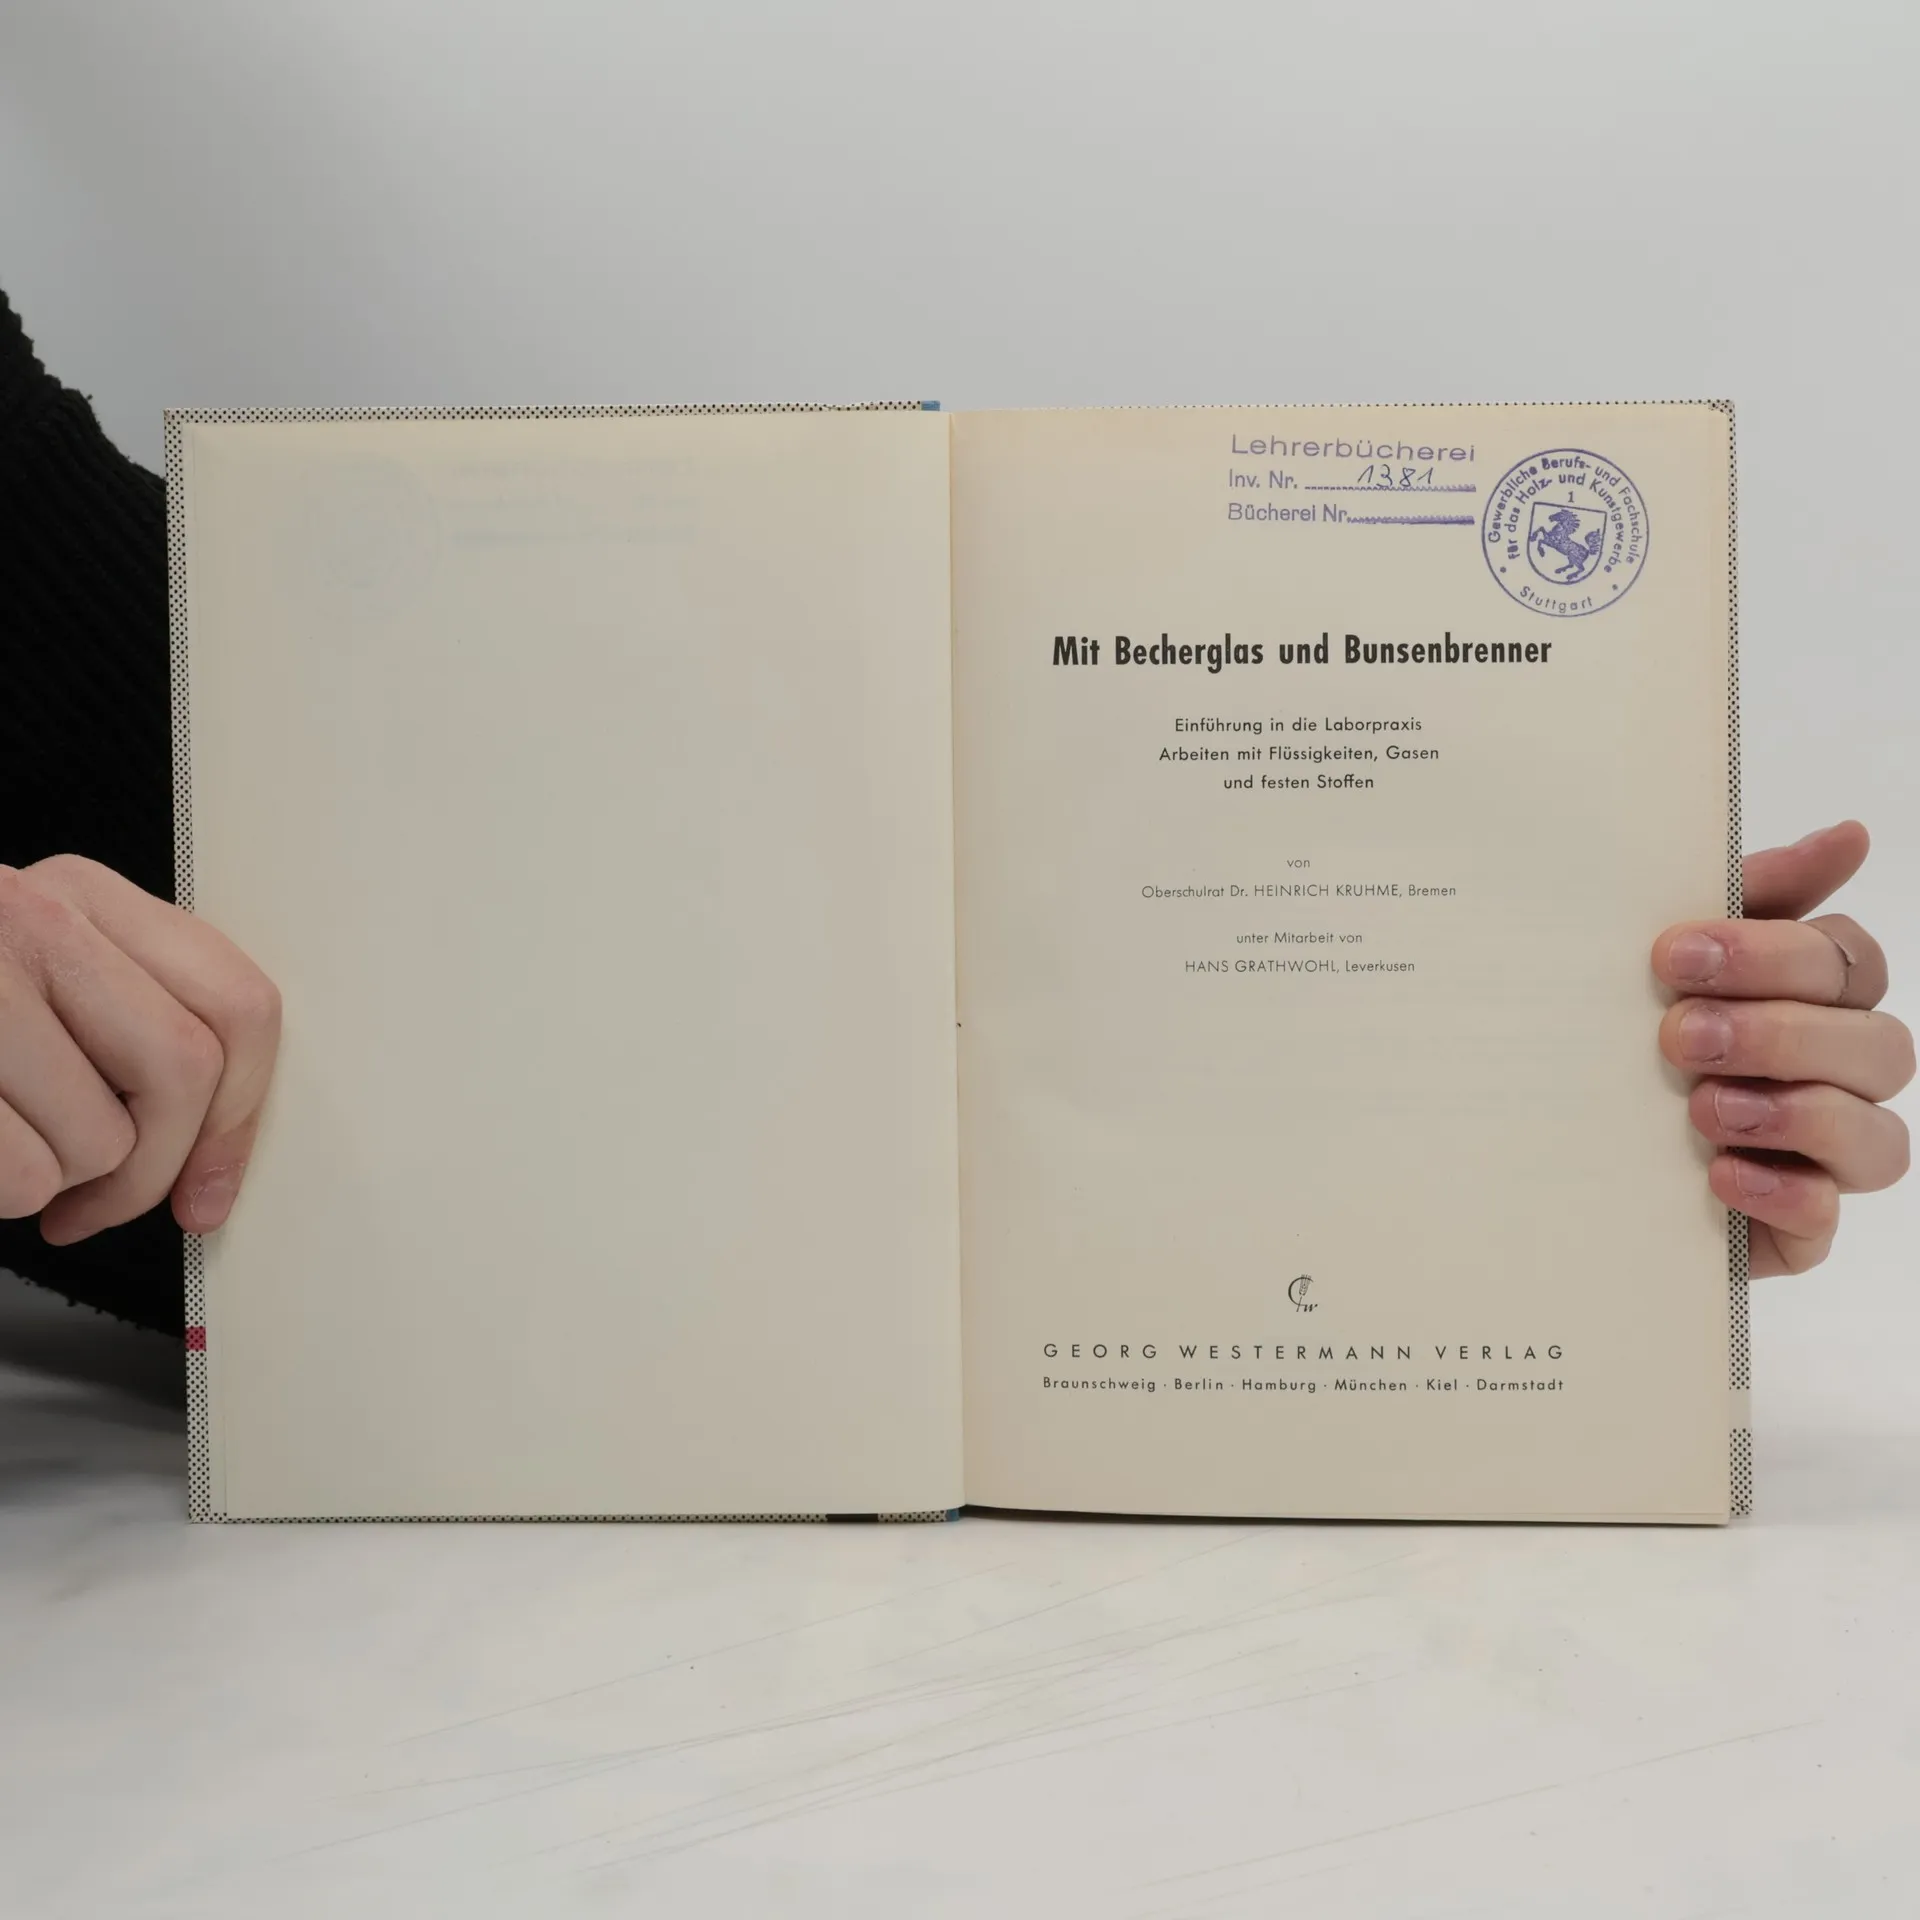 Lehrerbücherei
Inv. Nr. 1381
Bücherei Nr.
Gewerbliche Berufs- und Fachschule
für das Holz- und Kunstgewerbe
1
Stuttgart
Mit Becherglas und Bunsenbrenner
Einführung in die Laborpraxis
Arbeiten mit Flüssigkeiten, Gasen
und festen Stoffen
von
Oberschulrat Dr. HEINRICH KRUHME, Bremen
unter Mitarbeit von
HANS GRATHWOHL, Leverkusen
GEORG WESTERMANN VERLAG
Braunschweig · Berlin · Hamburg · München · Kiel · Darmstadt